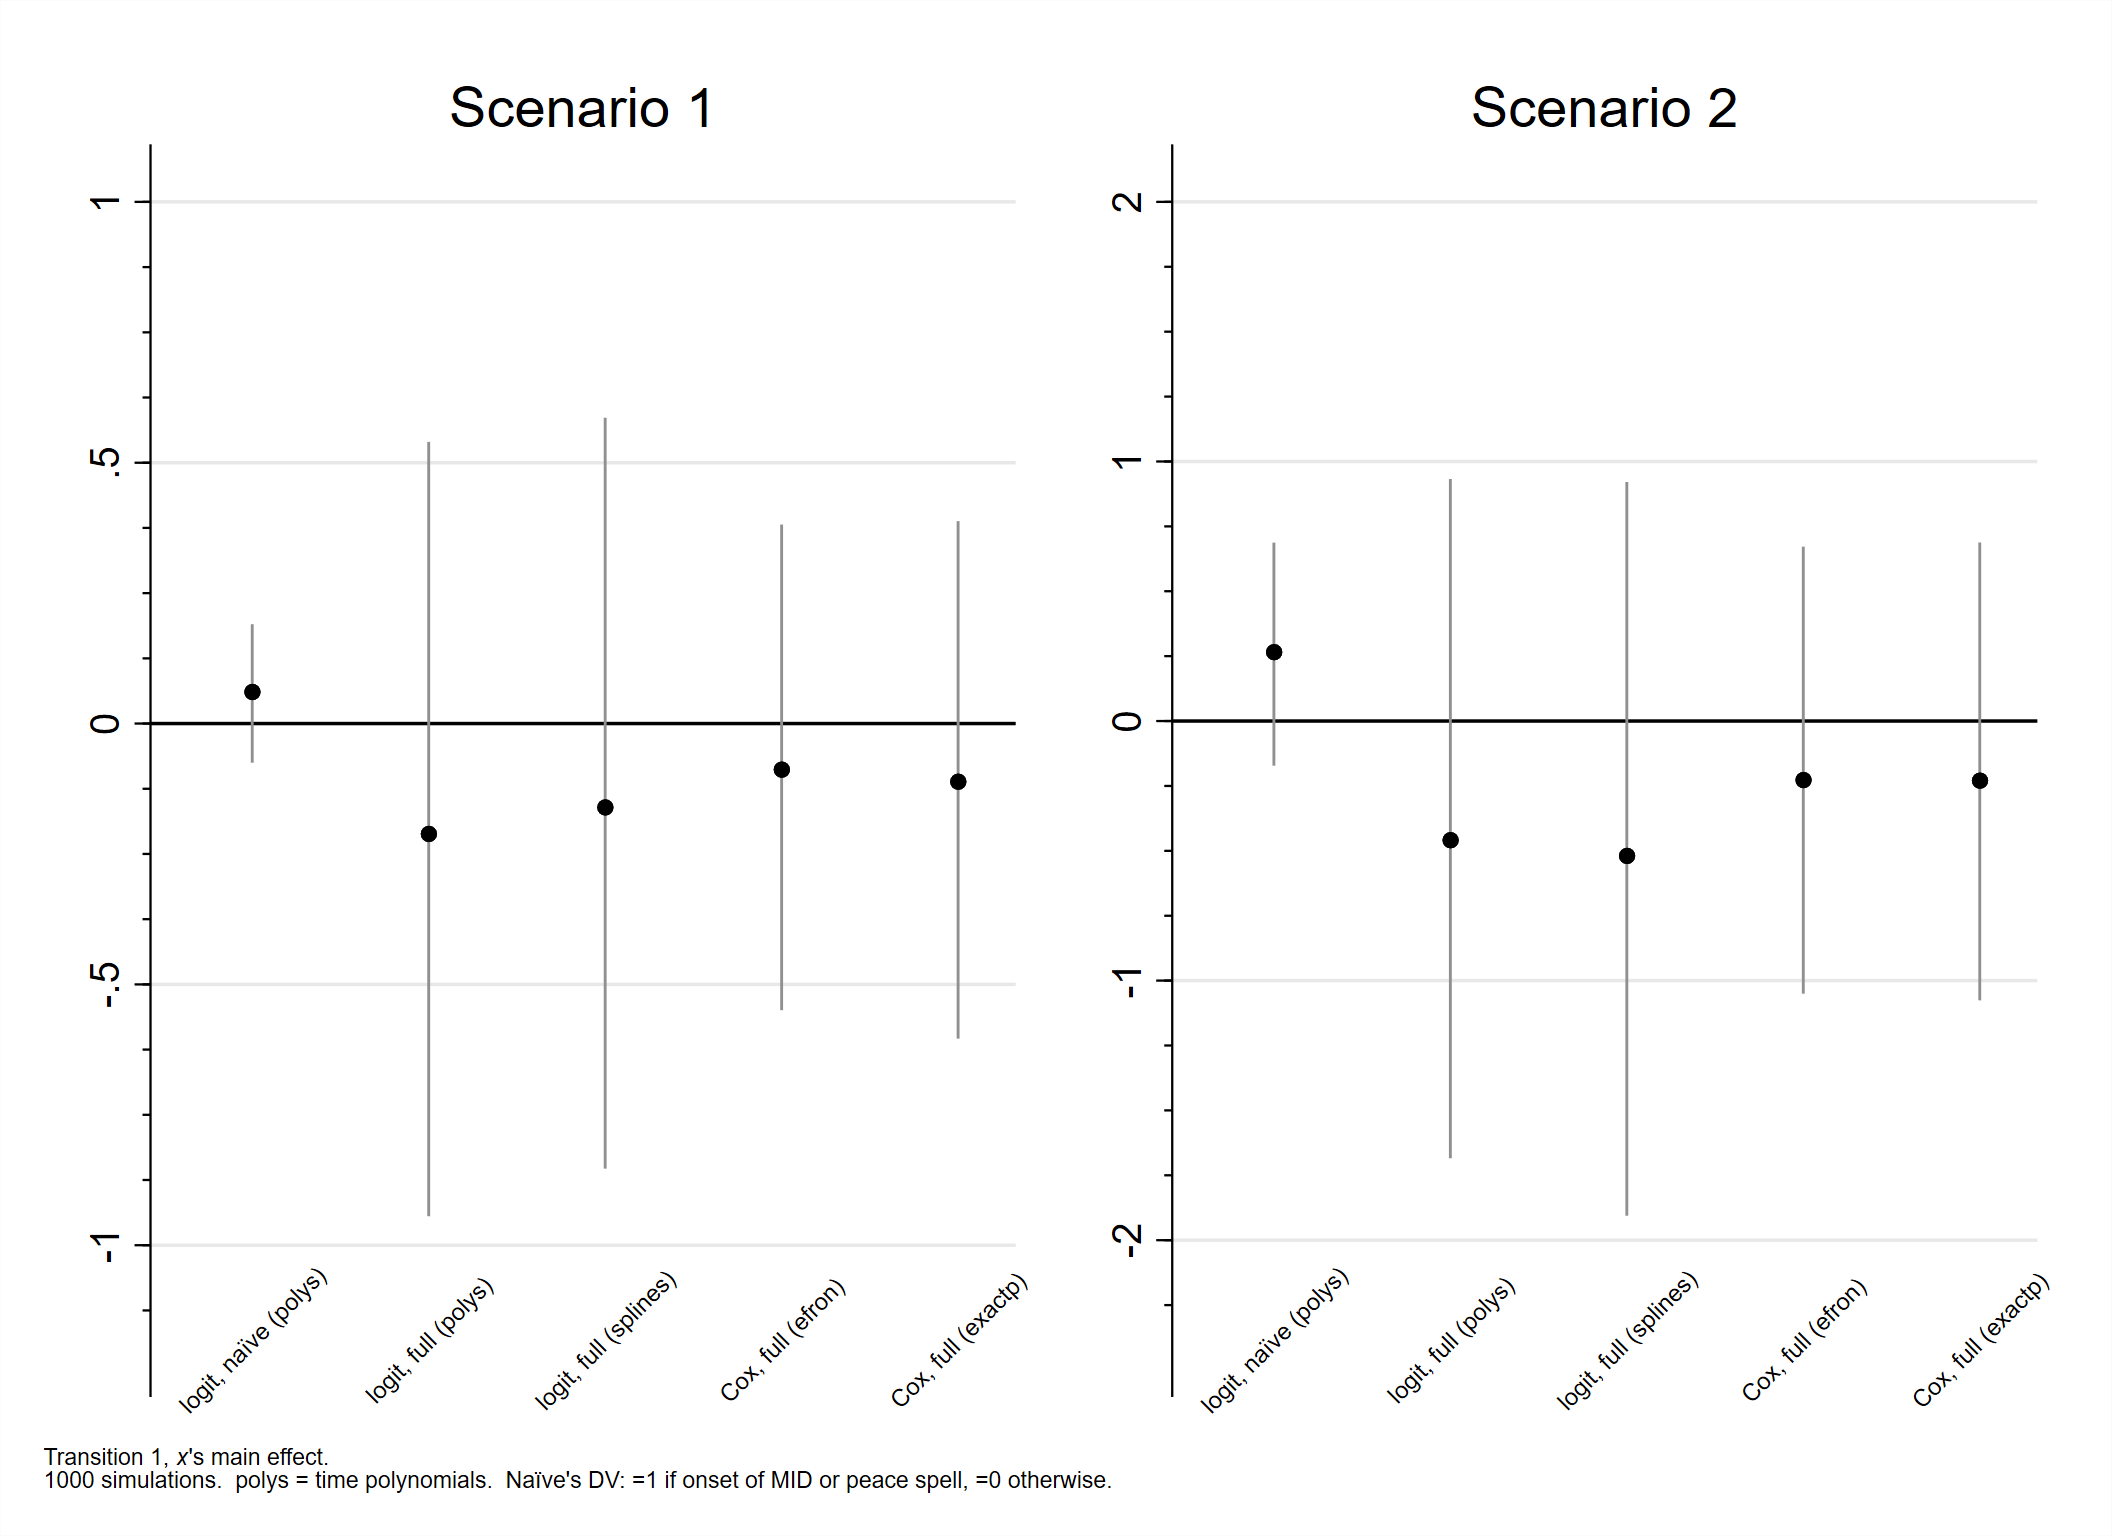 Scenario 1
1
.5
0
-.5
-1
logit, naïve (polys)
logit, full (polys)
logit, full (splines)
Cox, full (efron)
Cox, full (exactp)
Scenario 2
2
1
0
-1
-2
logit, naïve (polys)
logit, full (polys)
logit, full (splines)
Cox, full (efron)
Cox, full (exactp)
Transition 1, x's main effect.
1000 simulations.  polys = time polynomials.  Naïve's DV: =1 if onset of MID or peace spell, =0 otherwise.